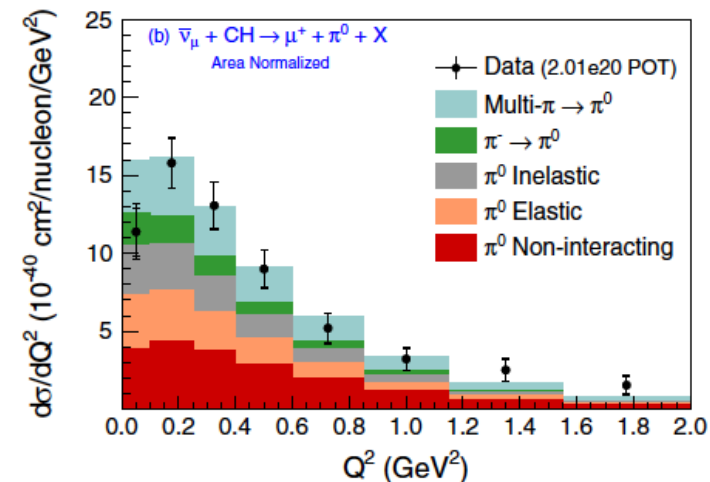 25
20
15
10
5
dσ/dQ² (10⁻⁴⁰ cm²/nucleon/GeV²)
(b) ν̅μ + CH → μ⁺ + π⁰ + X
Area Normalized
Data (2.01e20 POT)
Multi-π → π⁰
π⁻ → π⁰
π⁰ Inelastic
π⁰ Elastic
π⁰ Non-interacting
0.0 0.2 0.4 0.6 0.8 1.0 1.2 1.4 1.6 1.8 2.0
Q² (GeV²)